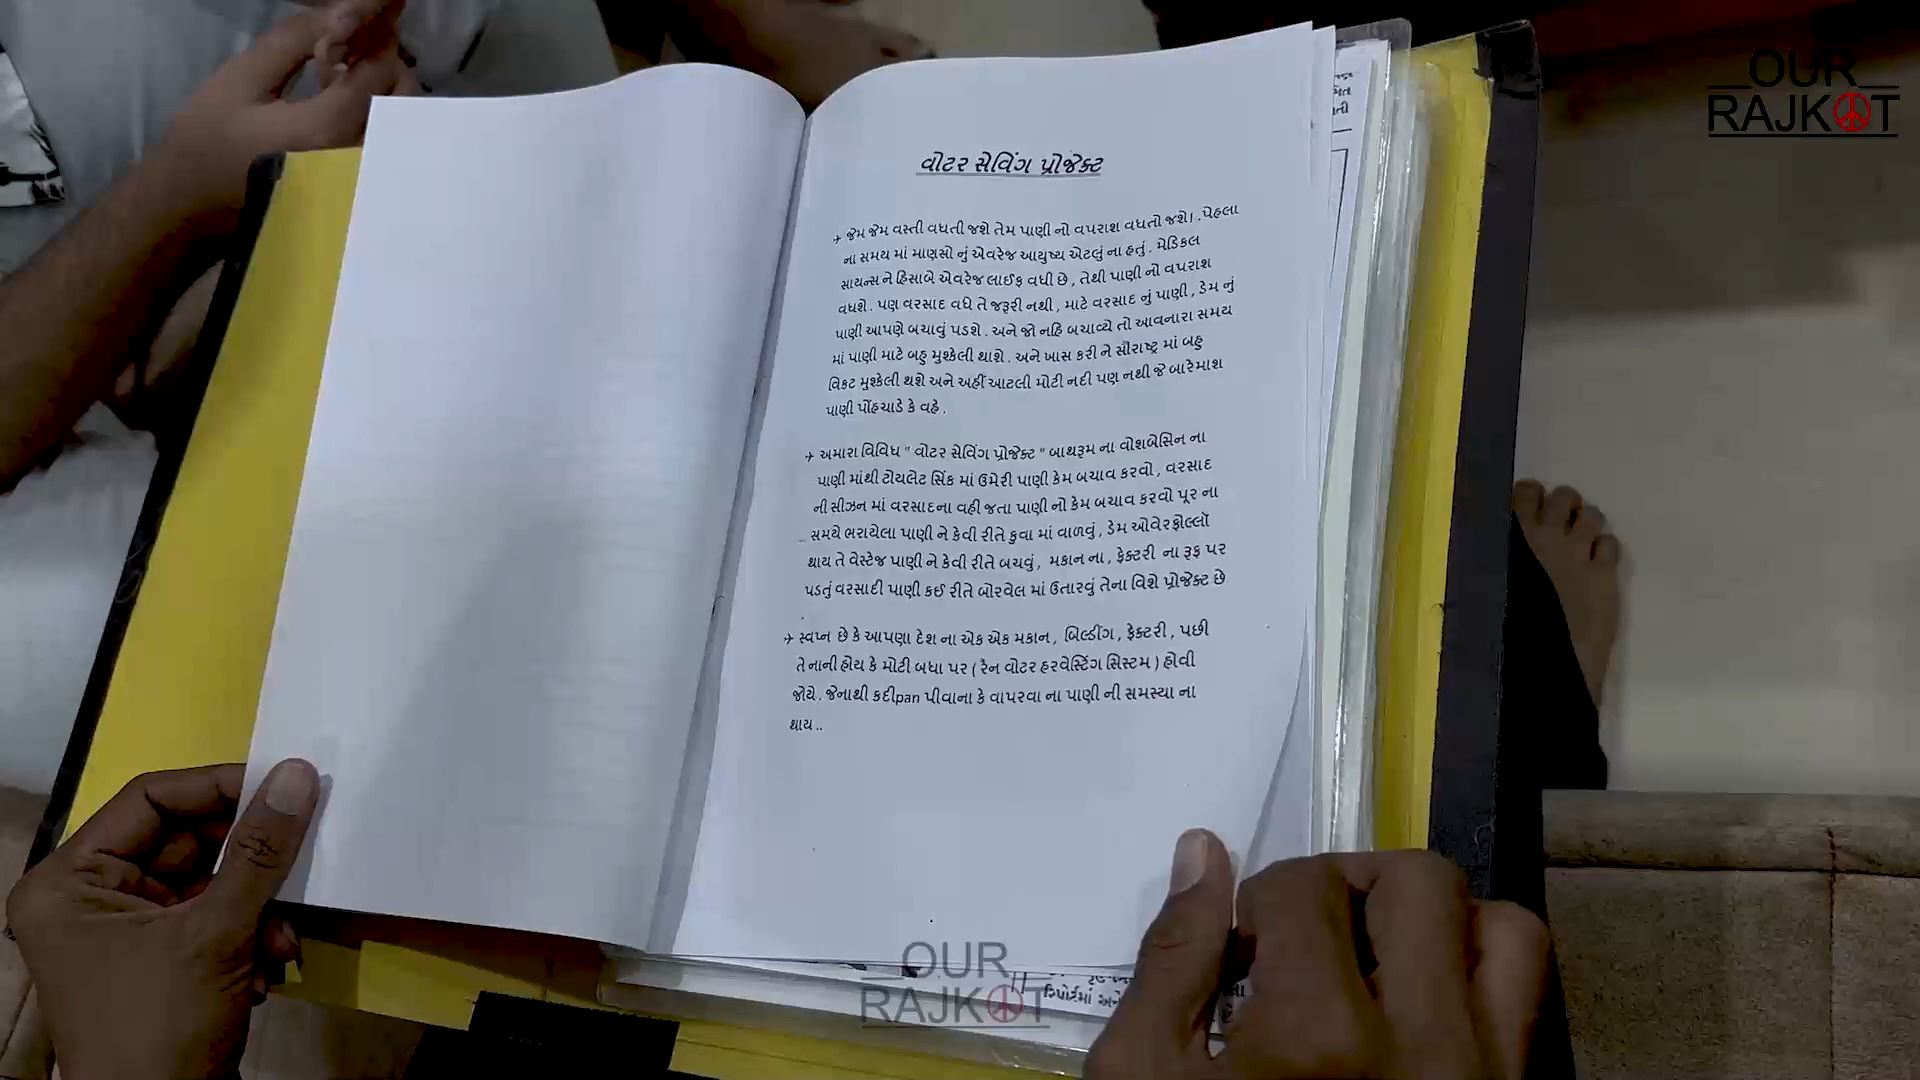 OUR
RAJKOT
વોટર સેવિંગ પ્રોજેક્ટ
→ જેમ જેમ વસ્તી વધતી જશે તેમ પાણી નો વપરાશ વધતો જશે। .પેહલા
ના સમય માં માણસો નું એવરેજ આયુષ્ય એટલું ના હતું . મેડિકલ
સાયન્સ ને હિસાબે એવરેજ લાઈફ વધી છે , તેથી પાણી નો વપરાશ
વધશે . પણ વરસાદ વધે તે જરૂરી નથી , માટે વરસાદ નું પાણી , ડેમ નું
પાણી આપણે બચાવું પડશે . અને જો નહિ બચાવ્યે તો આવનારા સમય
માં પાણી માટે બહુ મુશ્કેલી થાશે . અને ખાસ કરી ને સૌરાષ્ટ્ર માં બહુ
વિકટ મુશ્કેલી થશે અને અહીં આટલી મોટી નદી પણ નથી જે બારેમાશ
પાણી પોંહચાડે કે વહે .
→ અમારા વિવિધ " વોટર સેવિંગ પ્રોજેક્ટ " બાથરૂમ ના વોશબેસિન ના
પાણી માંથી ટોયલેટ સિંક માં ઉમેરી પાણી કેમ બચાવ કરવો , વરસાદ
ની સીઝન માં વરસાદના વહી જતા પાણી નો કેમ બચાવ કરવો પૂર ના
સમયે ભરાયેલા પાણી ને કેવી રીતે કુવા માં વાળવું , ડેમ ઓવેરફ્રોલ્લૉ
થાય તે વેસ્ટેજ પાણી ને કેવી રીતે બચવું , મકાન ના , ફેક્ટરી ના રૂફ પર
પડતું વરસાદી પાણી કઈ રીતે બોરવેલ માં ઉતારવું તેના વિશે પ્રોજેક્ટ છે
→ સ્વપ્ન છે કે આપણા દેશ ના એક એક મકાન , બિલ્ડીંગ , ફેક્ટરી , પછી
તે નાની હોય કે મોટી બધા પર ( રૈન વોટર હરવેસ્ટિંગ સિસ્ટમ ) હોવી
જોયે . જેનાથી કદીpan પીવાના કે વાપરવા ના પાણી ની સમસ્યા ના
થાય ..
OUR
RAJKOT
રિપોર્ટમાં અને